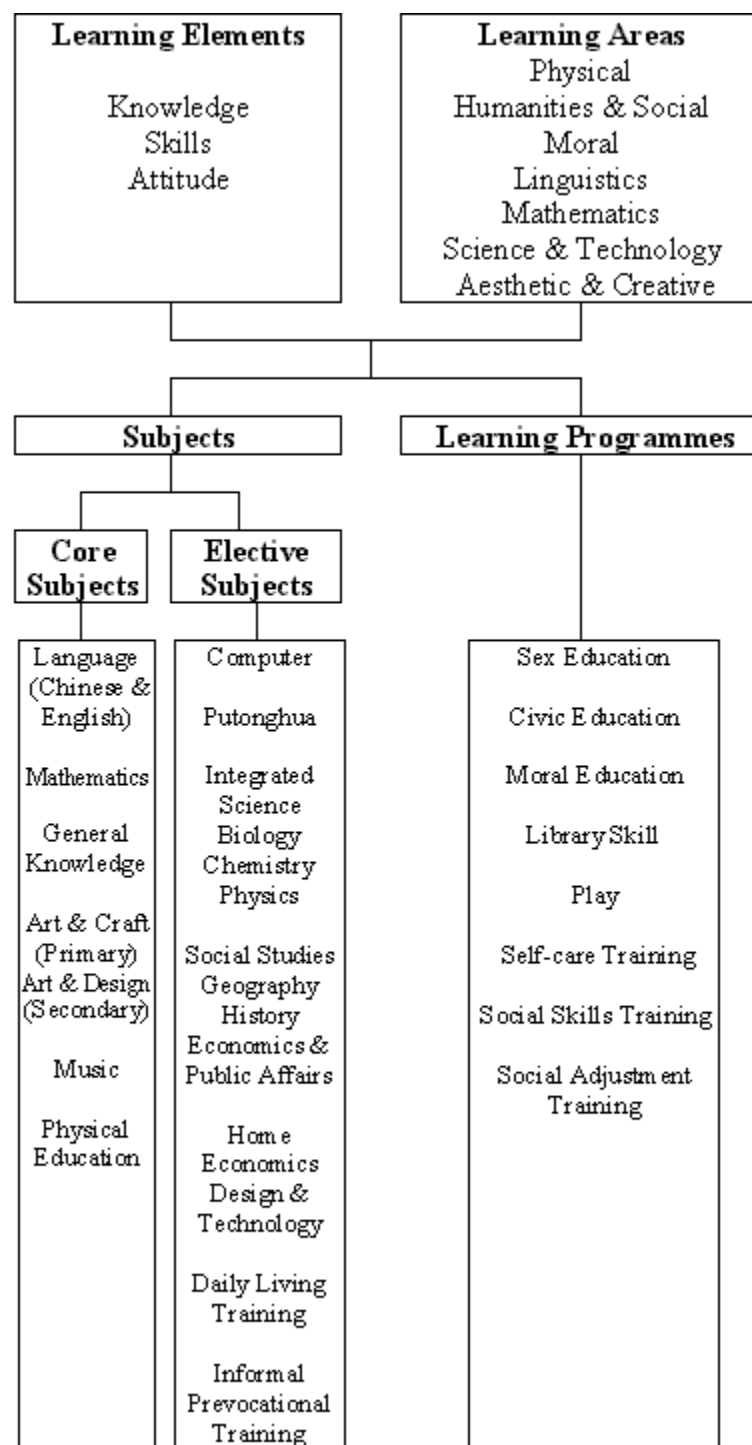 Learning Elements
Knowledge
Skills
Attitude
Learning Areas
Physical
Humanities & Social
Moral
Linguistics
Mathematics
Science & Technology
Aesthetic & Creative
Subjects
Learning Programmes
Core
Subjects
Elective
Subjects
Language
(Chinese &
English)
Mathematics
General
Knowledge
Art & Craft
(Primary)
Art & Design
(Secondary)
Music
Physical
Education
Computer
Putonghua
Integrated
Science
Biology
Chemistry
Physics
Social Studies
Geography
History
Economics &
Public Affairs
Home
Economics
Design &
Technology
Daily Living
Training
Informal
Prevocational
Training
Sex Education
Civic Education
Moral Education
Library Skill
Play
Self-care Training
Social Skills Training
Social Adjustment
Training